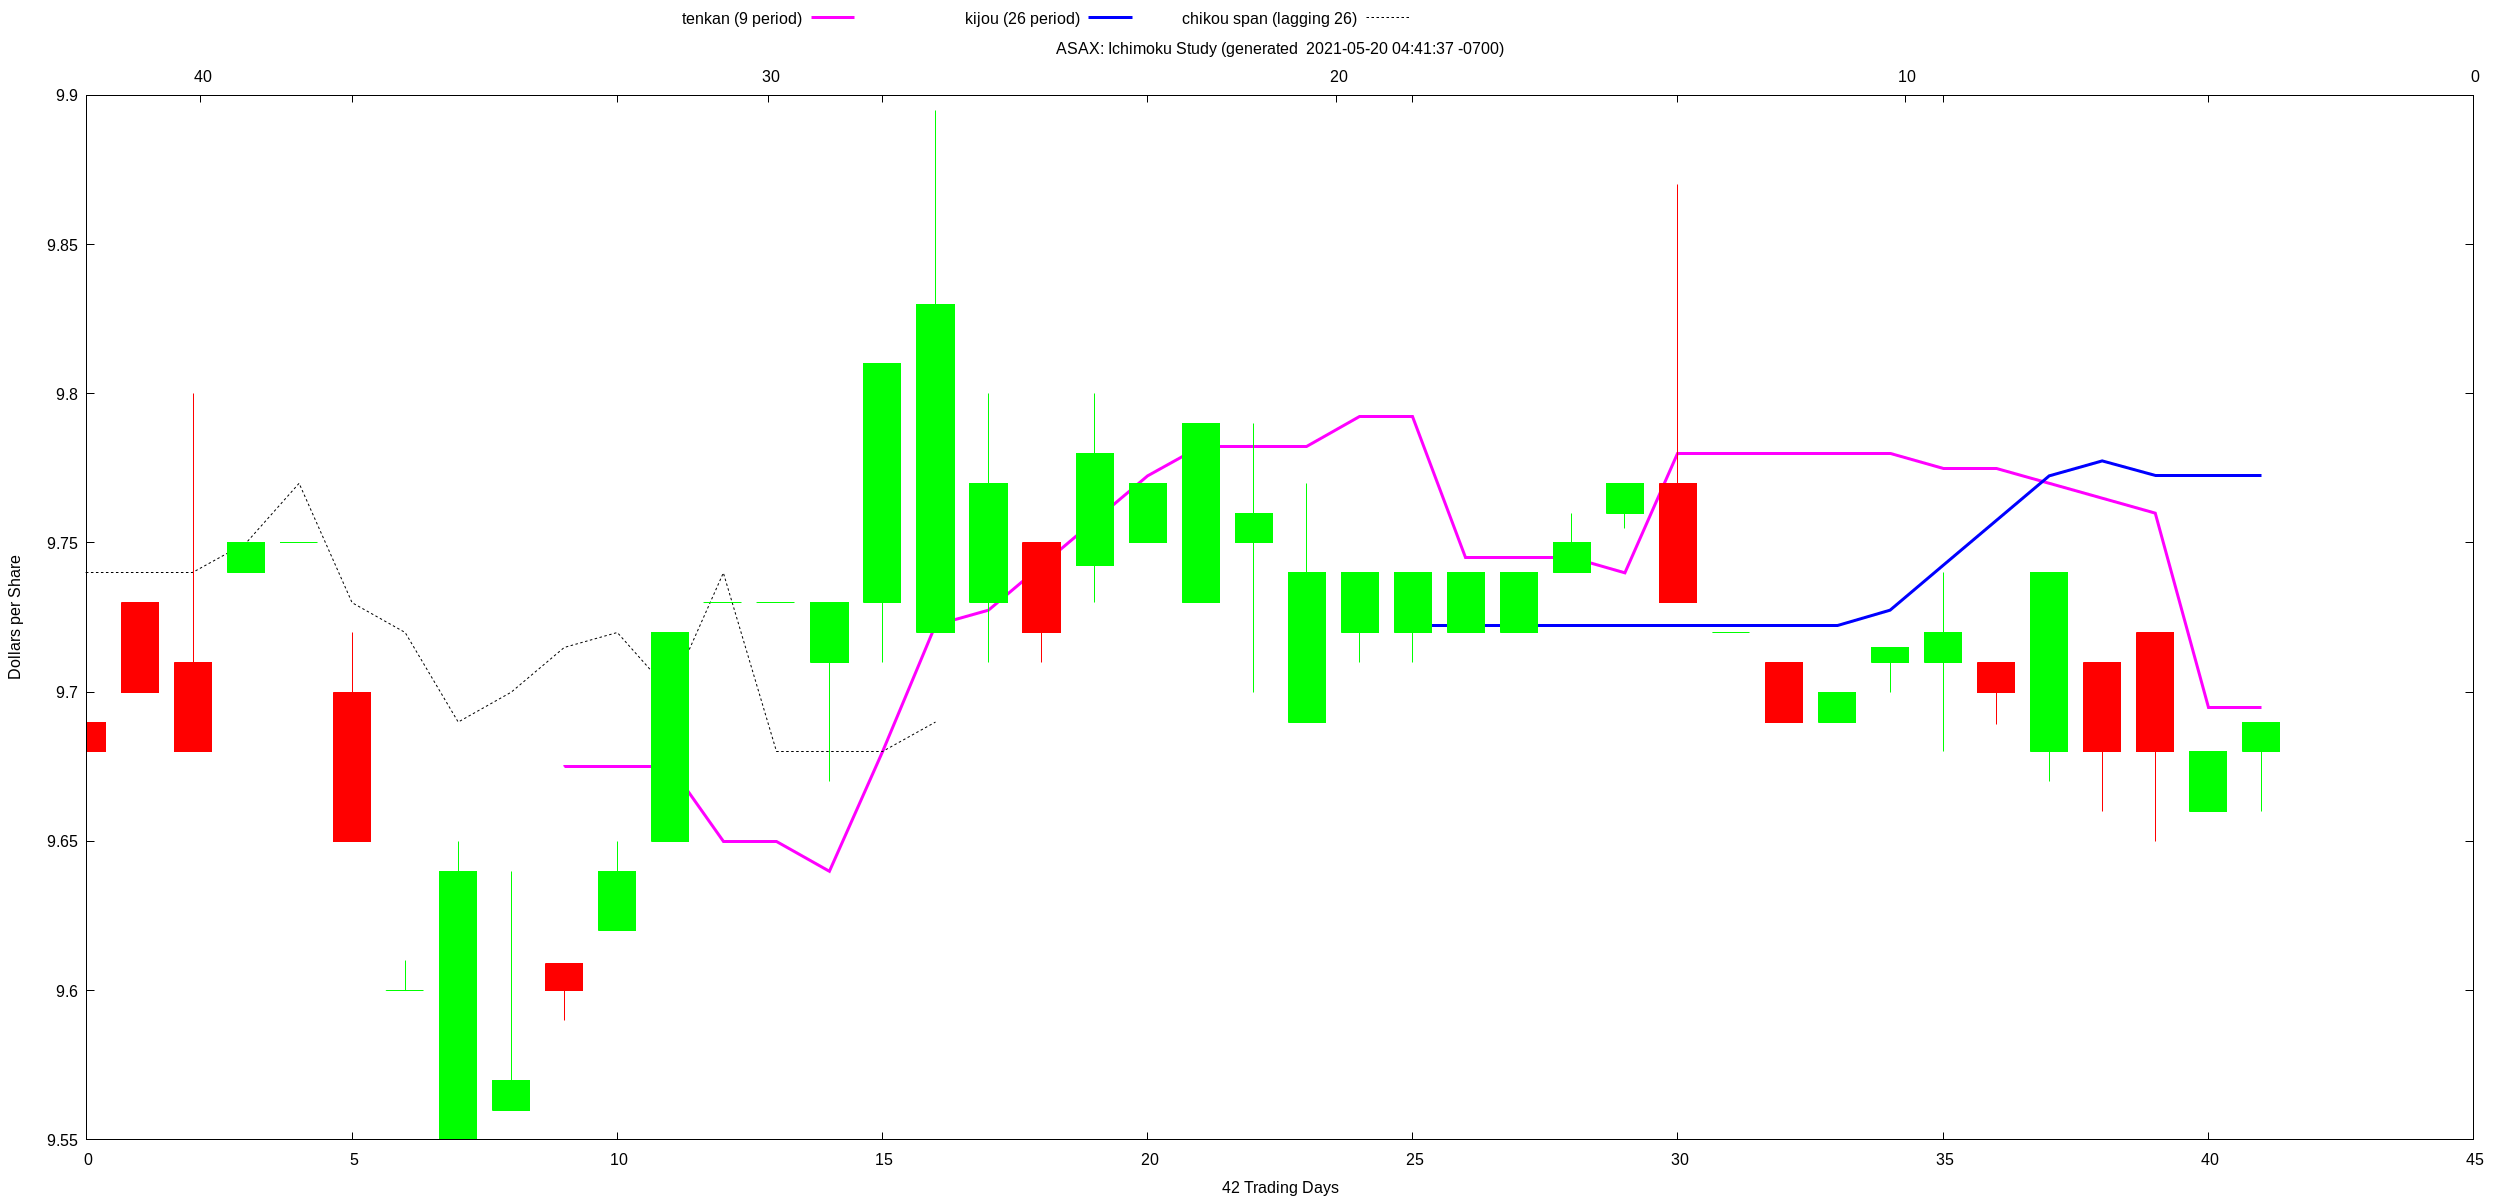 tenkan (9 period) kijou (26 period) chikou span (lagging 26)
ASAX: Ichimoku Study (generated  2021-05-20 04:41:37 -0700)
40 30 20 10 0
9.9
9.85
9.8
9.75
9.7
9.65
9.6
9.55
Dollars per Share
0 5 10 15 20 25 30 35 40 45
42 Trading Days